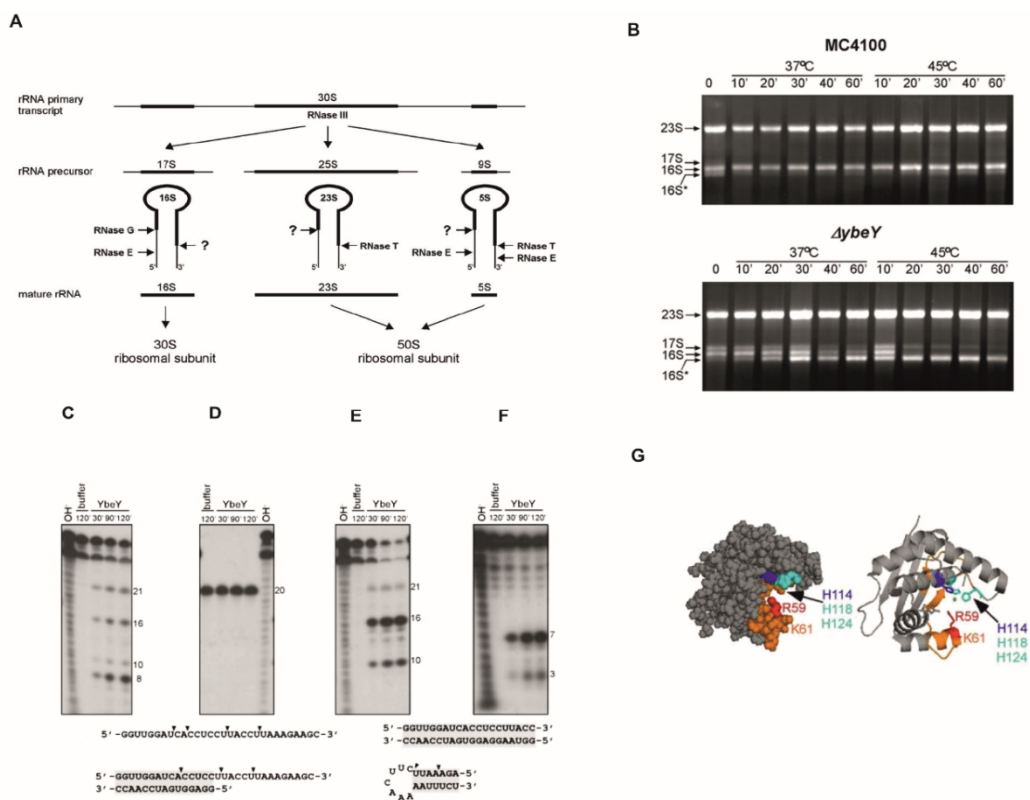 A
rRNA primary transcript
30S
RNase III
rRNA precursor
17S
25S
9S
16S
23S
5S
RNase G
RNase E
?
5' 3'
?
RNase T
?
RNase E
RNase T
RNase E
5' 3'
mature rRNA
16S
23S
5S
30S
ribosomal subunit
50S
ribosomal subunit
B
MC4100
37ºC 45ºC
0 10' 20' 30' 40' 60' 10' 20' 30' 40' 60'
23S
17S
16S
16S*
ΔybeY
37ºC 45ºC
0 10' 20' 30' 40' 60' 10' 20' 30' 40' 60'
23S
17S
16S
16S*
C
OH⁻ buffer YbeY
120' 30' 90' 120'
21
16
10
8
D
buffer YbeY OH⁻
120' 30' 90' 120'
20
E
OH⁻ buffer YbeY
120' 30' 90' 120'
21
16
10
F
OH⁻ buffer YbeY
120' 30' 90' 120'
7
3
5'-GGUUGGAUCACCUCCUUACCUUAAAGAAGC-3'
5'-GGUUGGAUCACCUCCUUACCUUAAAGAAGC-3'
CCAACCUAGUGGAGG-5'
5'-GGUUGGAUCACCUCCUUACC-3'
3'-CCAACCUAGUGGAGGAAUGG-5'
U U C UUAAAGA-5'
C
A
A A AAUUUCU-3'
G
H114
R59
H118
K61
H124
R59
H114
K61
H118
H124